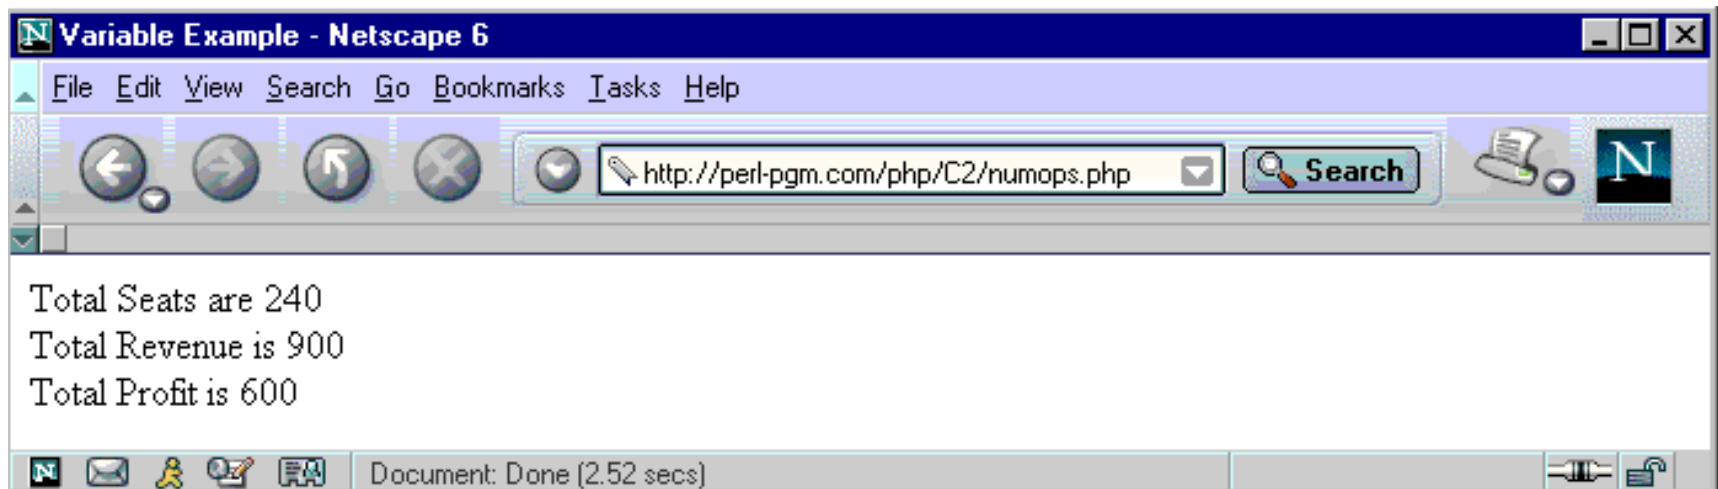 N Variable Example - Netscape 6
File Edit View Search Go Bookmarks Tasks Help
http://perl-pgm.com/php/C2/numops.php Search N
Total Seats are 240
Total Revenue is 900
Total Profit is 600
N Document: Done (2.52 secs)